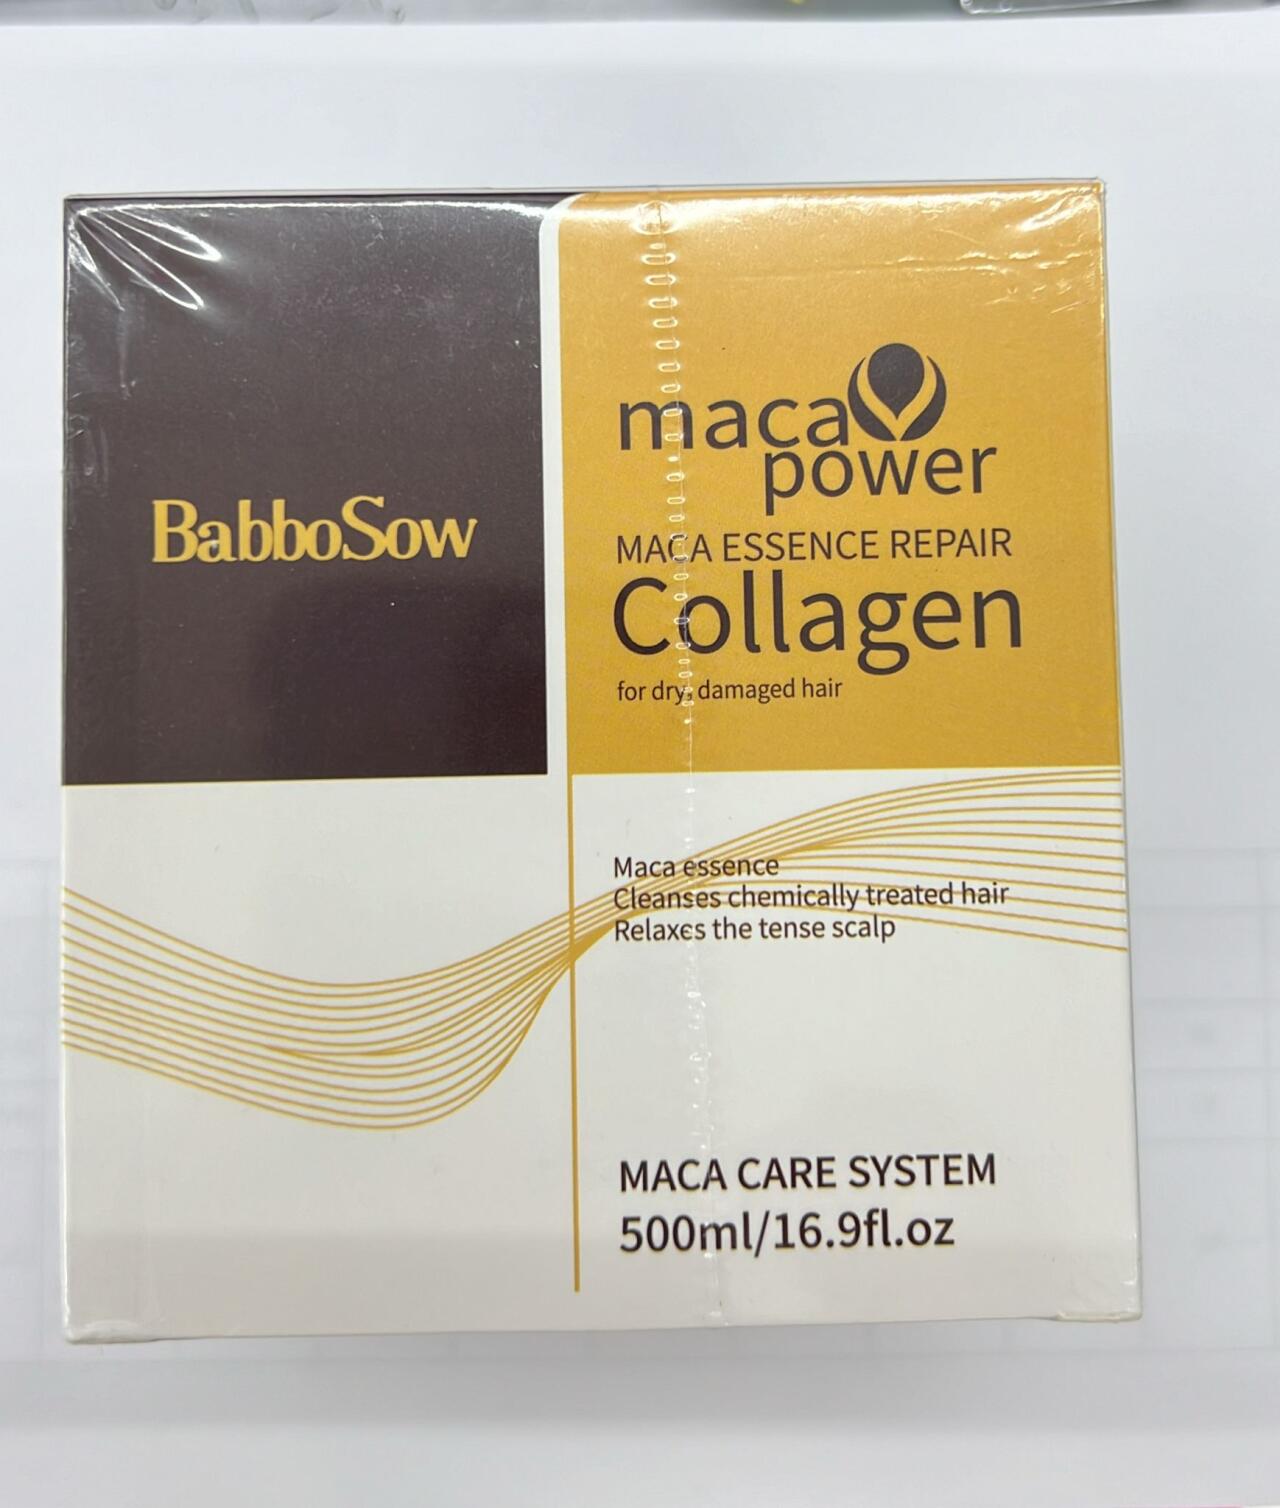 BabboSow
maca
power
MACA ESSENCE REPAIR
Collagen
for dry, damaged hair
Maca essence
Cleanses chemically treated hair
Relaxes the tense scalp
MACA CARE SYSTEM
500ml/16.9fl.oz